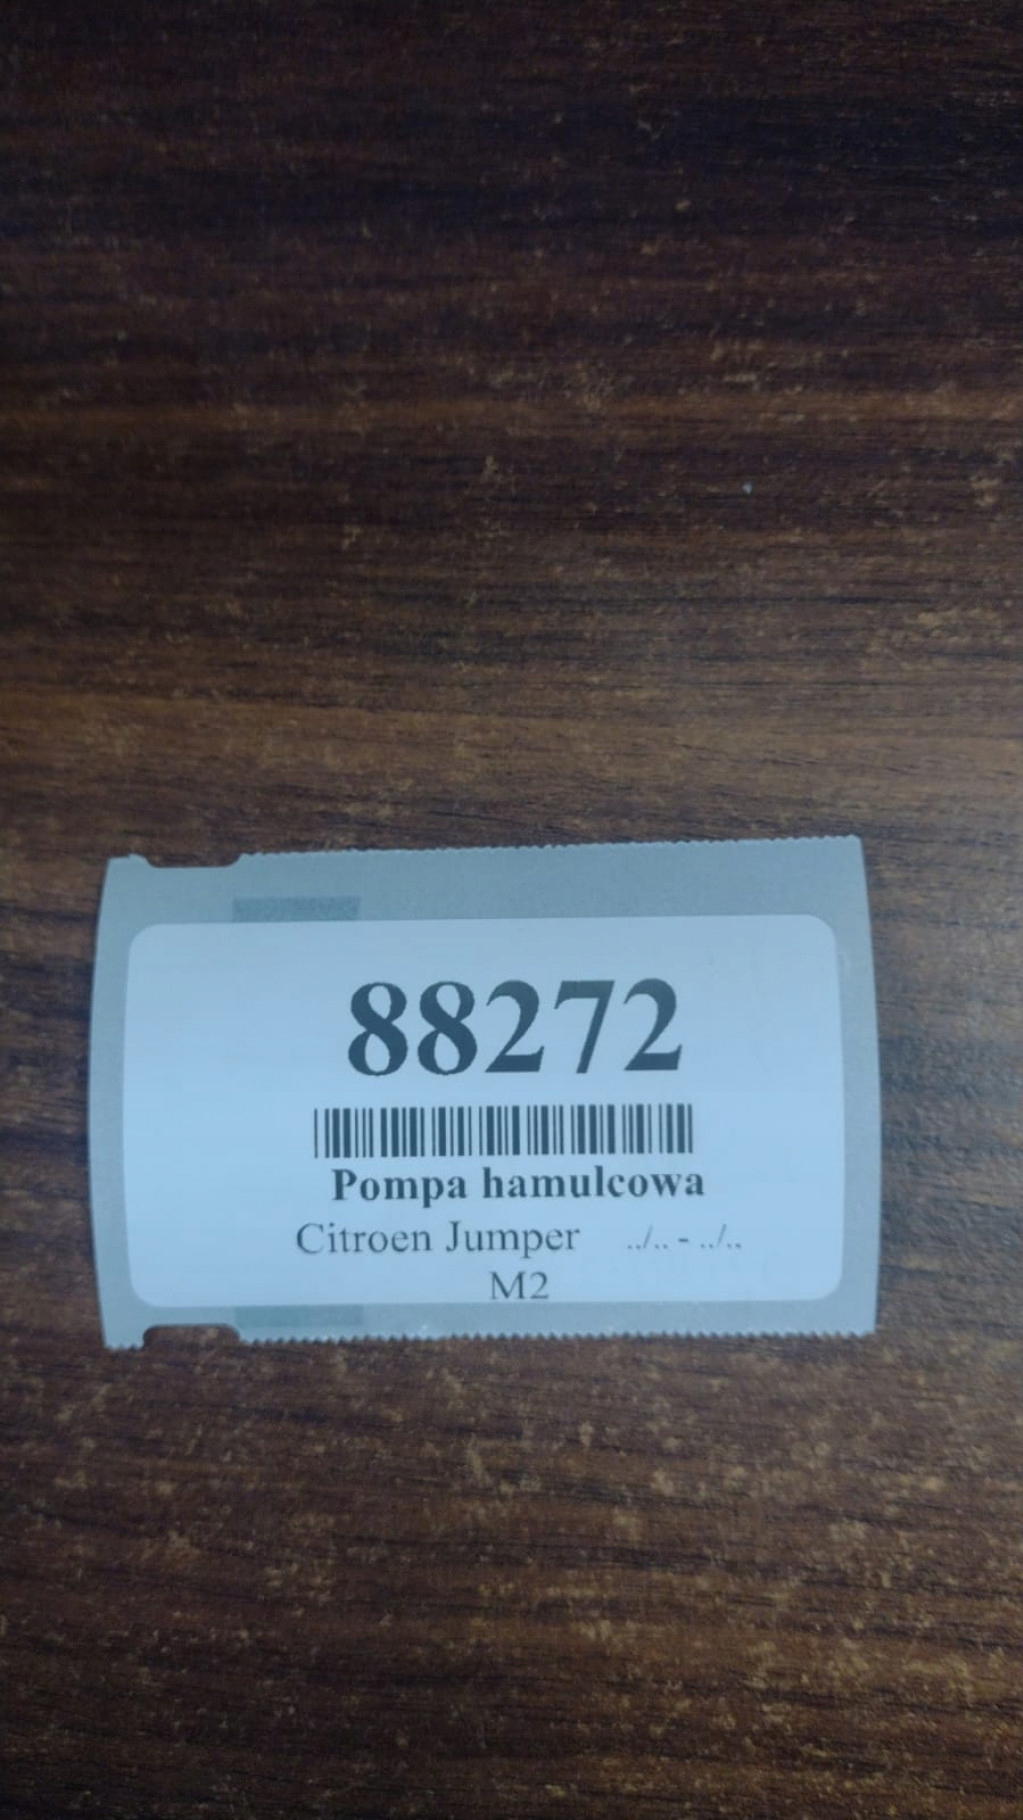 88272
Pompa hamulcowa
Citroen Jumper ../.. - ../..
M2